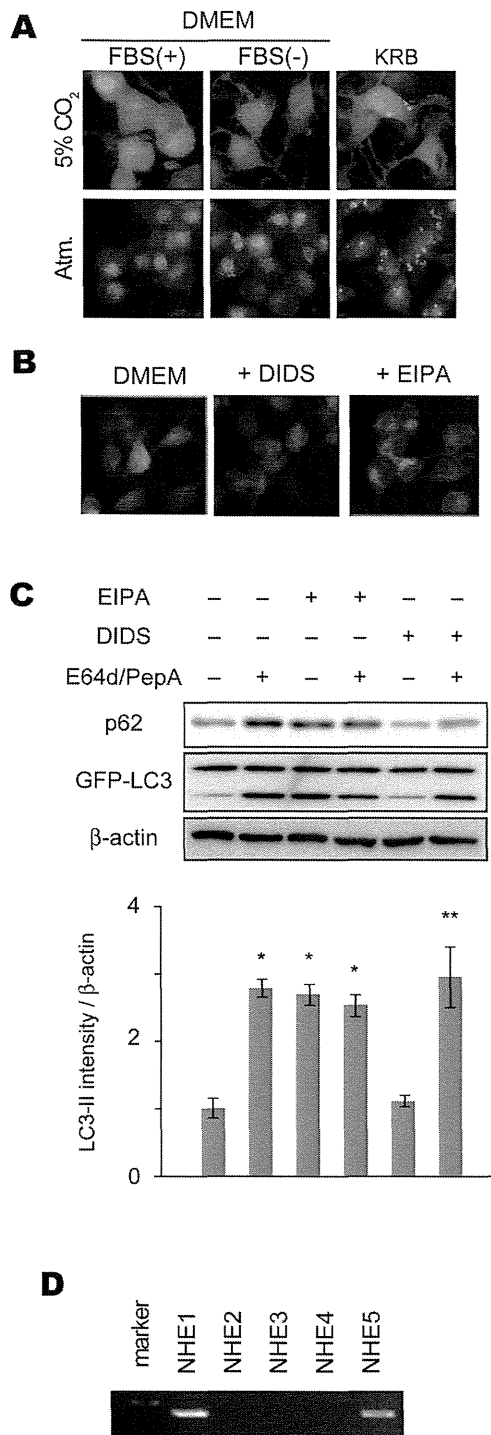 A
DMEM
FBS(+) FBS(-) KRB
5% CO2
Atm.
B
DMEM + DIDS + EIPA
C
EIPA – – + + – –
DIDS – – – – + +
E64d/PepA – + – + – +
p62
GFP-LC3
β-actin
LC3-II intensity / β-actin
4
2
0
* * * **
D
marker NHE1 NHE2 NHE3 NHE4 NHE5